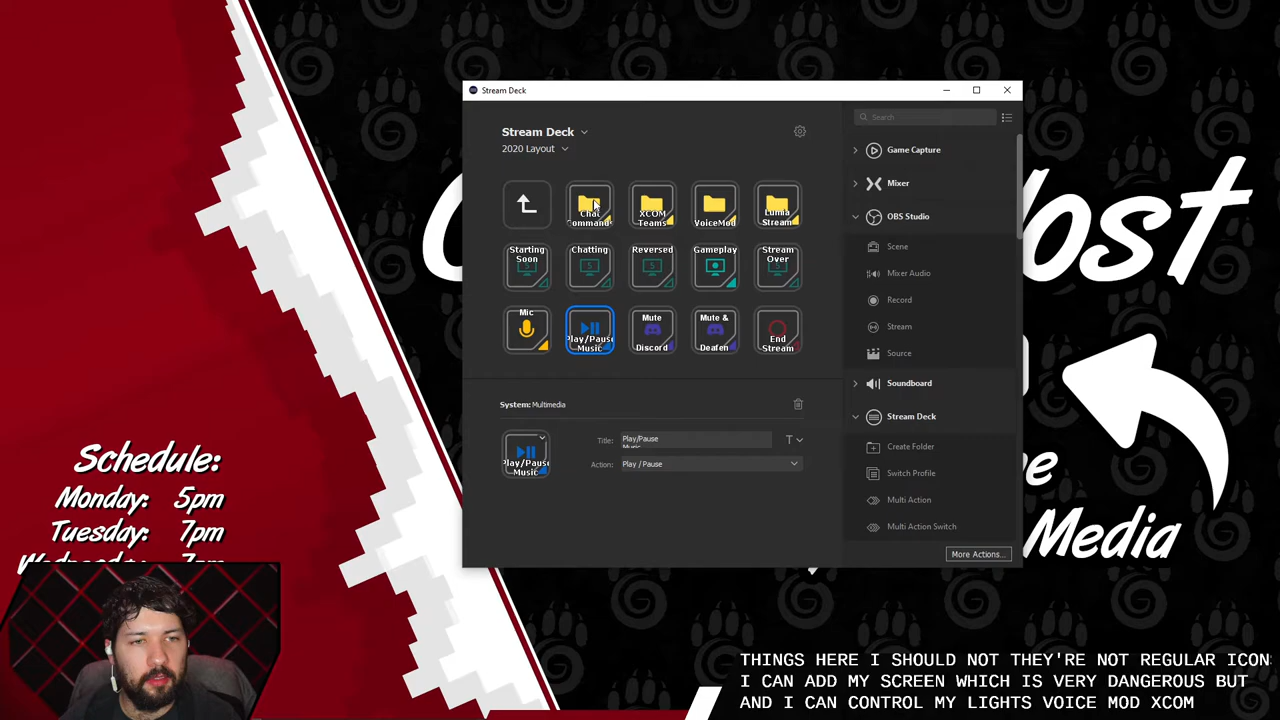 Stream Deck
Stream Deck
2020 Layout
Search
Game Capture
Mixer
OBS Studio
Scene
Mixer Audio
Record
Stream
Source
Soundboard
Stream Deck
Create Folder
Switch Profile
Multi Action
Multi Action Switch
More Actions...
Chat
Commands
XCOM
Teams
VoiceMod
Luma
Stream
Starting
Soon
Chatting
Reversed
Gameplay
Stream
Over
Mic
Play/Pause
Music
Mute
Discord
Mute &
Deafen
End
Stream
System: Multimedia
Play/Pause
Music
Title:
Play/Pause
T
Action:
Play / Pause
ost
Media
Schedule:
Monday: 5pm
Tuesday: 7pm
Wednesday: 7pm
THINGS HERE I SHOULD NOT THEY'RE NOT REGULAR ICON
I CAN ADD MY SCREEN WHICH IS VERY DANGEROUS BUT
AND I CAN CONTROL MY LIGHTS VOICE MOD XCOM